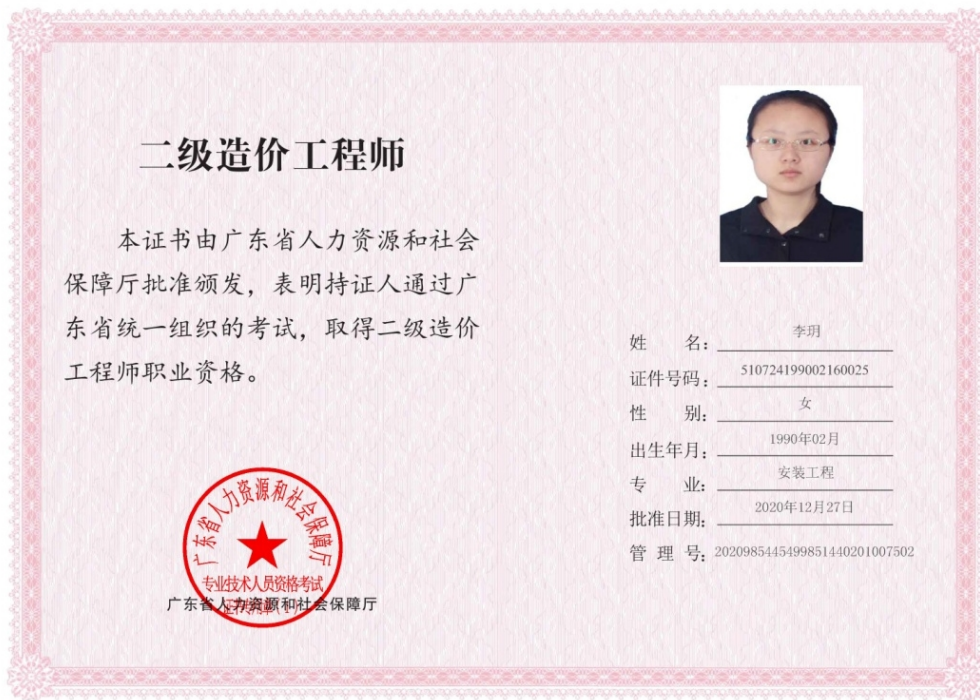 二级造价工程师
本证书由广东省人力资源和社会
保障厅批准颁发，表明持证人通过广
东省统一组织的考试，取得二级造价
工程师职业资格。
广东省人力资源和社会保障厅
专业技术人员资格考试
广东省人力资源和社会保障厅
姓 名：李玥
证件号码：510724199002160025
性 别：女
出生年月：1990年02月
专 业：安装工程
批准日期：2020年12月27日
管 理 号：20209854454999851440201007502